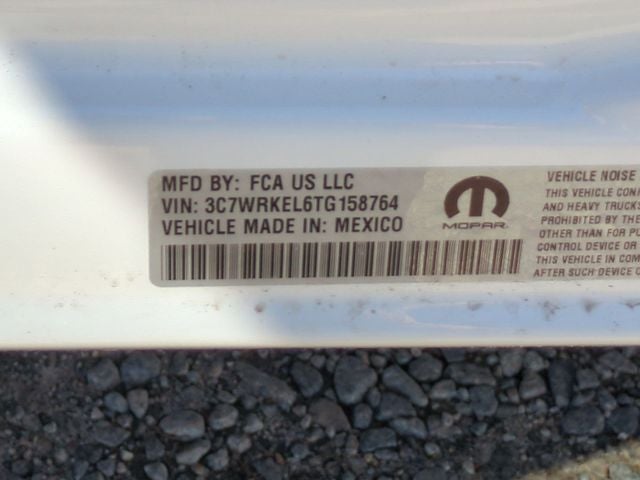 MFD BY: FCA US LLC
VIN: 3C7WRKEL6TG158764
VEHICLE MADE IN: MEXICO
MOPAR
VEHICLE NOISE
THIS VEHICLE CONF
AND HEAVY TRUCKS
PROHIBITED BY THE
OTHER THAN FOR PU
CONTROL DEVICE OR
THIS VEHICLE IN COM
AFTER SUCH DEVICE